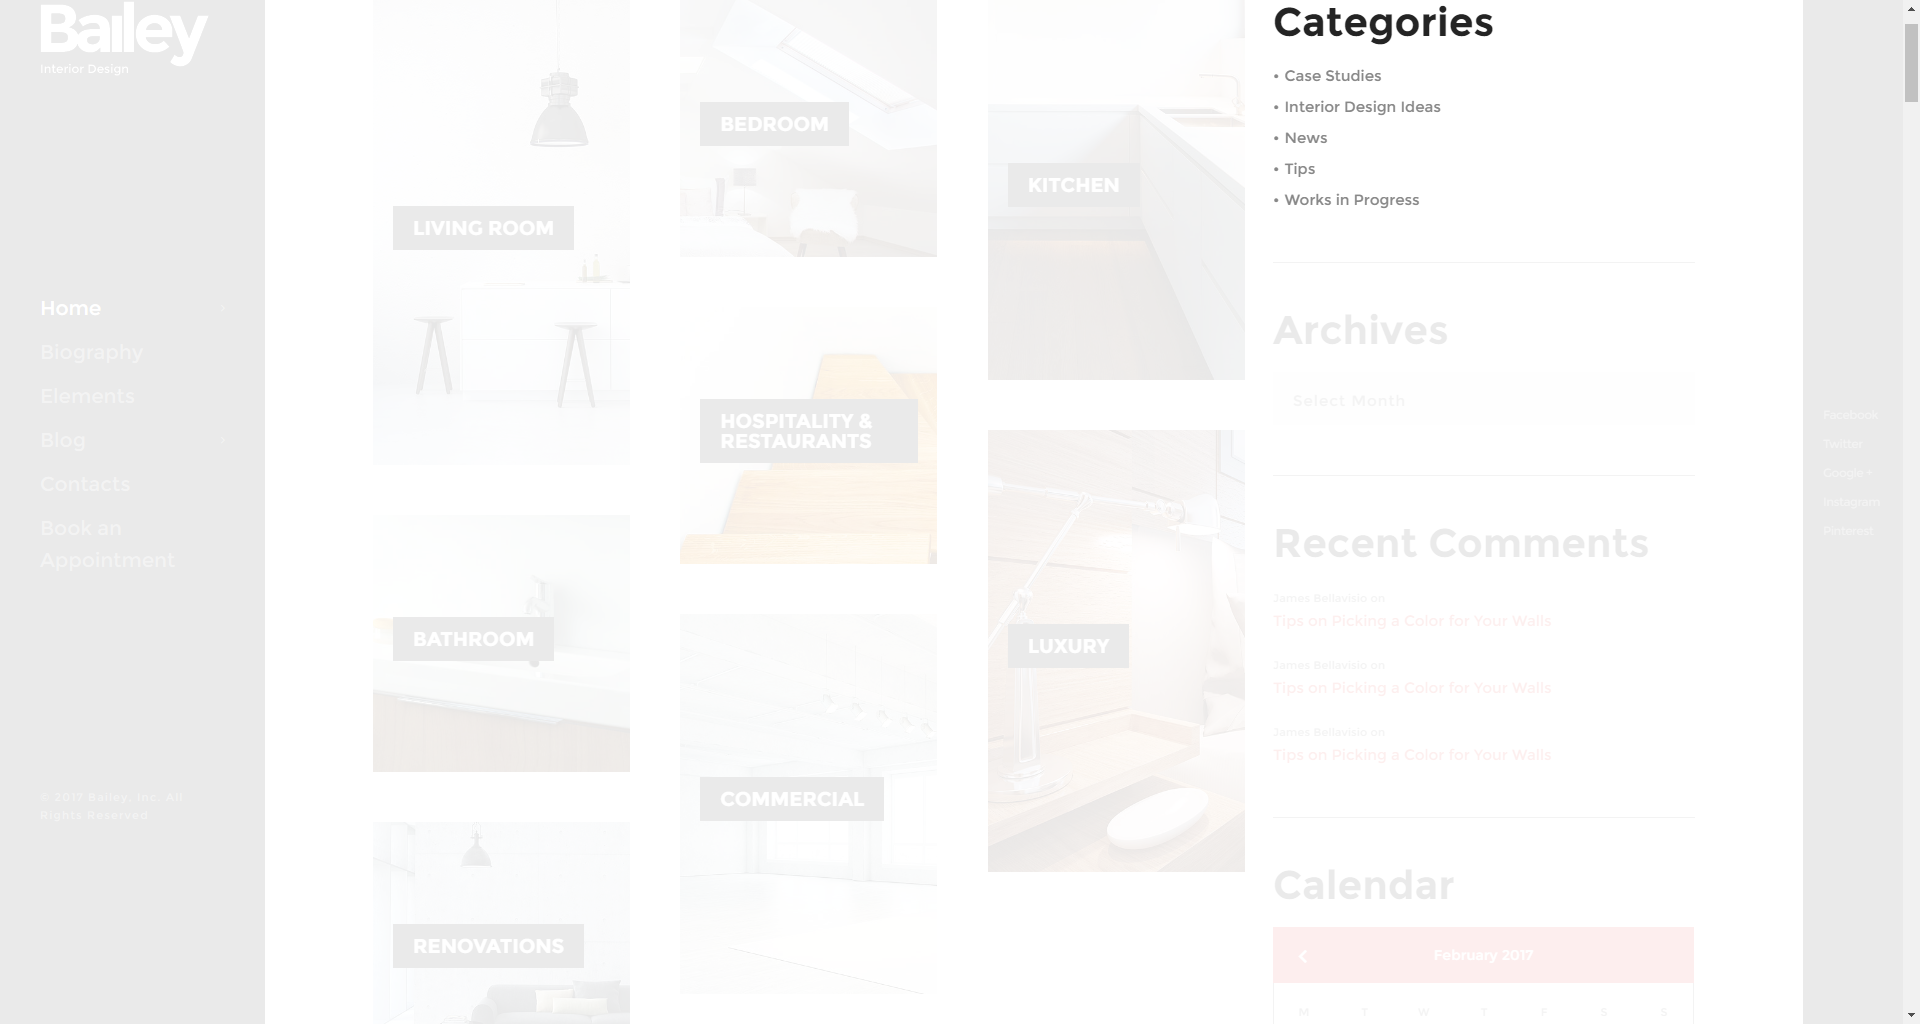 Bailey
Interior Design
Home
Biography
Elements
Blog
Contacts
Book an
Appointment
© 2017 Bailey, Inc. All
Rights Reserved
LIVING ROOM
BATHROOM
RENOVATIONS
BEDROOM
HOSPITALITY &
RESTAURANTS
COMMERCIAL
KITCHEN
LUXURY
Categories
• Case Studies
• Interior Design Ideas
• News
• Tips
• Works in Progress
Archives
Select Month
Recent Comments
James Bellavisio on
Tips on Picking a Color for Your Walls
James Bellavisio on
Tips on Picking a Color for Your Walls
James Bellavisio on
Tips on Picking a Color for Your Walls
Calendar
February 2017
M T W T F S S
Facebook
Twitter
Google +
Instagram
Pinterest